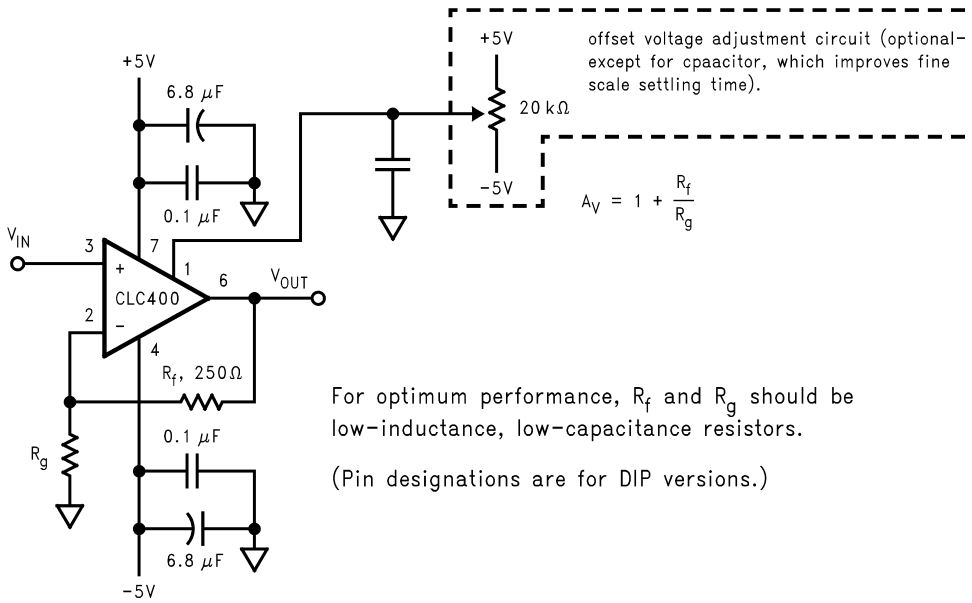 +5V
6.8 μF
0.1 μF
+5V
20 kΩ
-5V
offset voltage adjustment circuit (optional-
except for cpaacitor, which improves fine
scale settling time).
A_V = 1 + R_f/R_g
V_IN
3
7
1
+
CLC400
6
V_OUT
2
−
4
R_f, 250Ω
R_g
0.1 μF
6.8 μF
-5V
For optimum performance, R_f and R_g should be
low-inductance, low-capacitance resistors.
(Pin designations are for DIP versions.)